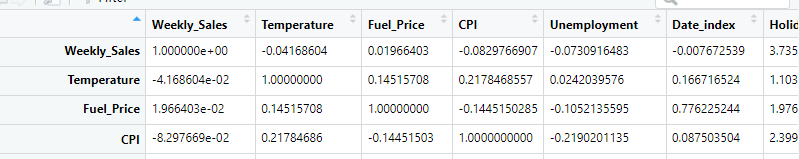 Filter
Weekly_Sales Temperature Fuel_Price CPI Unemployment Date_index Holid
Weekly_Sales 1.000000e+00 -0.04168604 0.01966403 -0.0829766907 -0.0730916483 -0.007672539 3.735
Temperature -4.168604e-02 1.00000000 0.14515708 0.2178468557 0.0242039576 0.166716524 1.103
Fuel_Price 1.966403e-02 0.14515708 1.00000000 -0.1445150285 -0.1052135595 0.776225244 1.976
CPI -8.297669e-02 0.21784686 -0.14451503 1.0000000000 -0.2190201135 0.087503504 2.399